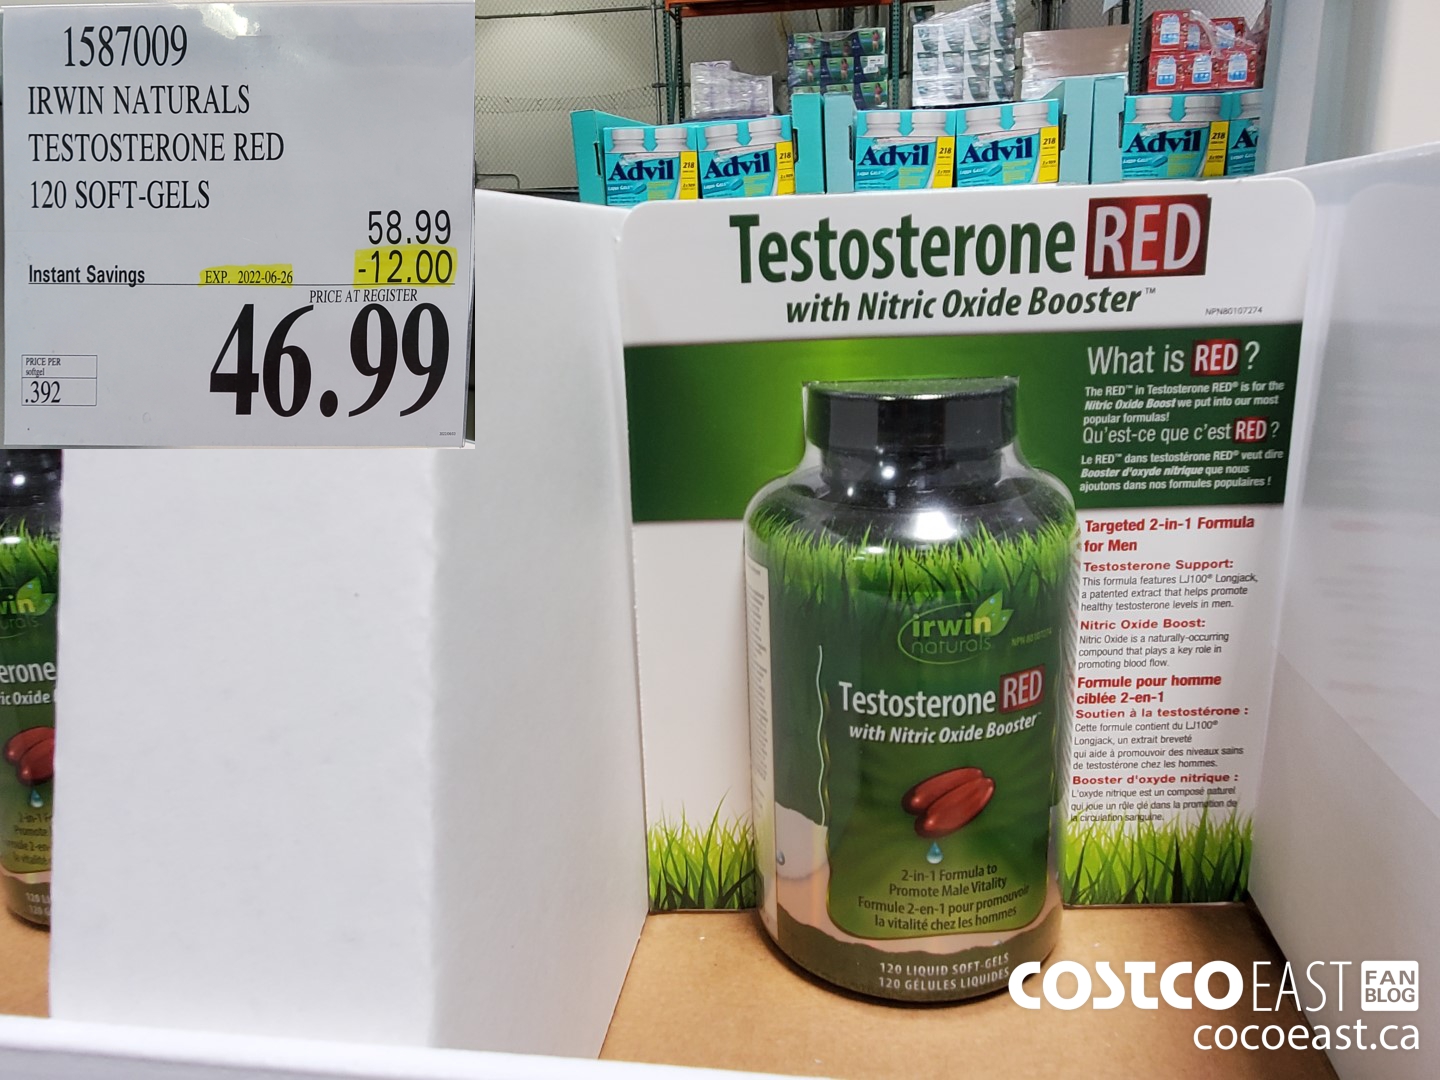 1587009
IRWIN NATURALS
TESTOSTERONE RED
120 SOFT-GELS
58.99
Instant Savings EXP. 2022-06-26 -12.00
PRICE AT REGISTER
46.99
PRICE PER
softgel
.392
Advil 218
Advil 218
Advil 218
Advil 218
Advil 218
Testosterone RED
with Nitric Oxide Booster™
NPN80107274
What is RED?
The RED™ in Testosterone RED® is for the
Nitric Oxide Boost we put into our most
popular formulas!
Qu'est-ce que c'est RED?
Le RED™ dans testostérone RED® veut dire
Booster d'oxyde nitrique que nous
ajoutons dans nos formules populaires !
Targeted 2-in-1 Formula
for Men
Testosterone Support:
This formula features LJ100® Longjack,
a patented extract that helps promote
healthy testosterone levels in men.
Nitric Oxide Boost:
Nitric Oxide is a naturally-occurring
compound that plays a key role in
promoting blood flow.
Formule pour homme
ciblée 2-en-1
Soutien à la testostérone :
Cette formule contient du LJ100®
Longjack, un extrait breveté
qui aide à promouvoir des niveaux sains
de testostérone chez les hommes.
Booster d'oxyde nitrique :
L'oxyde nitrique est un composé naturel
qui joue un rôle clé dans la promotion de
la circulation sanguine.
irwin
naturals
NPN 80107274
Testosterone RED
with Nitric Oxide Booster™
2-in-1 Formula to
Promote Male Vitality
Formule 2-en-1 pour promouvoir
la vitalité chez les hommes
120 LIQUID SOFT-GELS
120 GÉLULES LIQUIDES
COSTCO EAST FAN
BLOG
cocoeast.ca